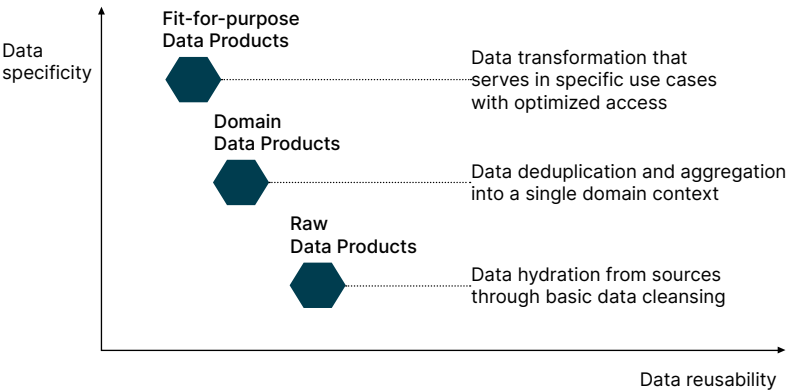 Fit-for-purpose
Data Products
Data
specificity
Data transformation that
serves in specific use cases
with optimized access
Domain
Data Products
Data deduplication and aggregation
into a single domain context
Raw
Data Products
Data hydration from sources
through basic data cleansing
Data reusability